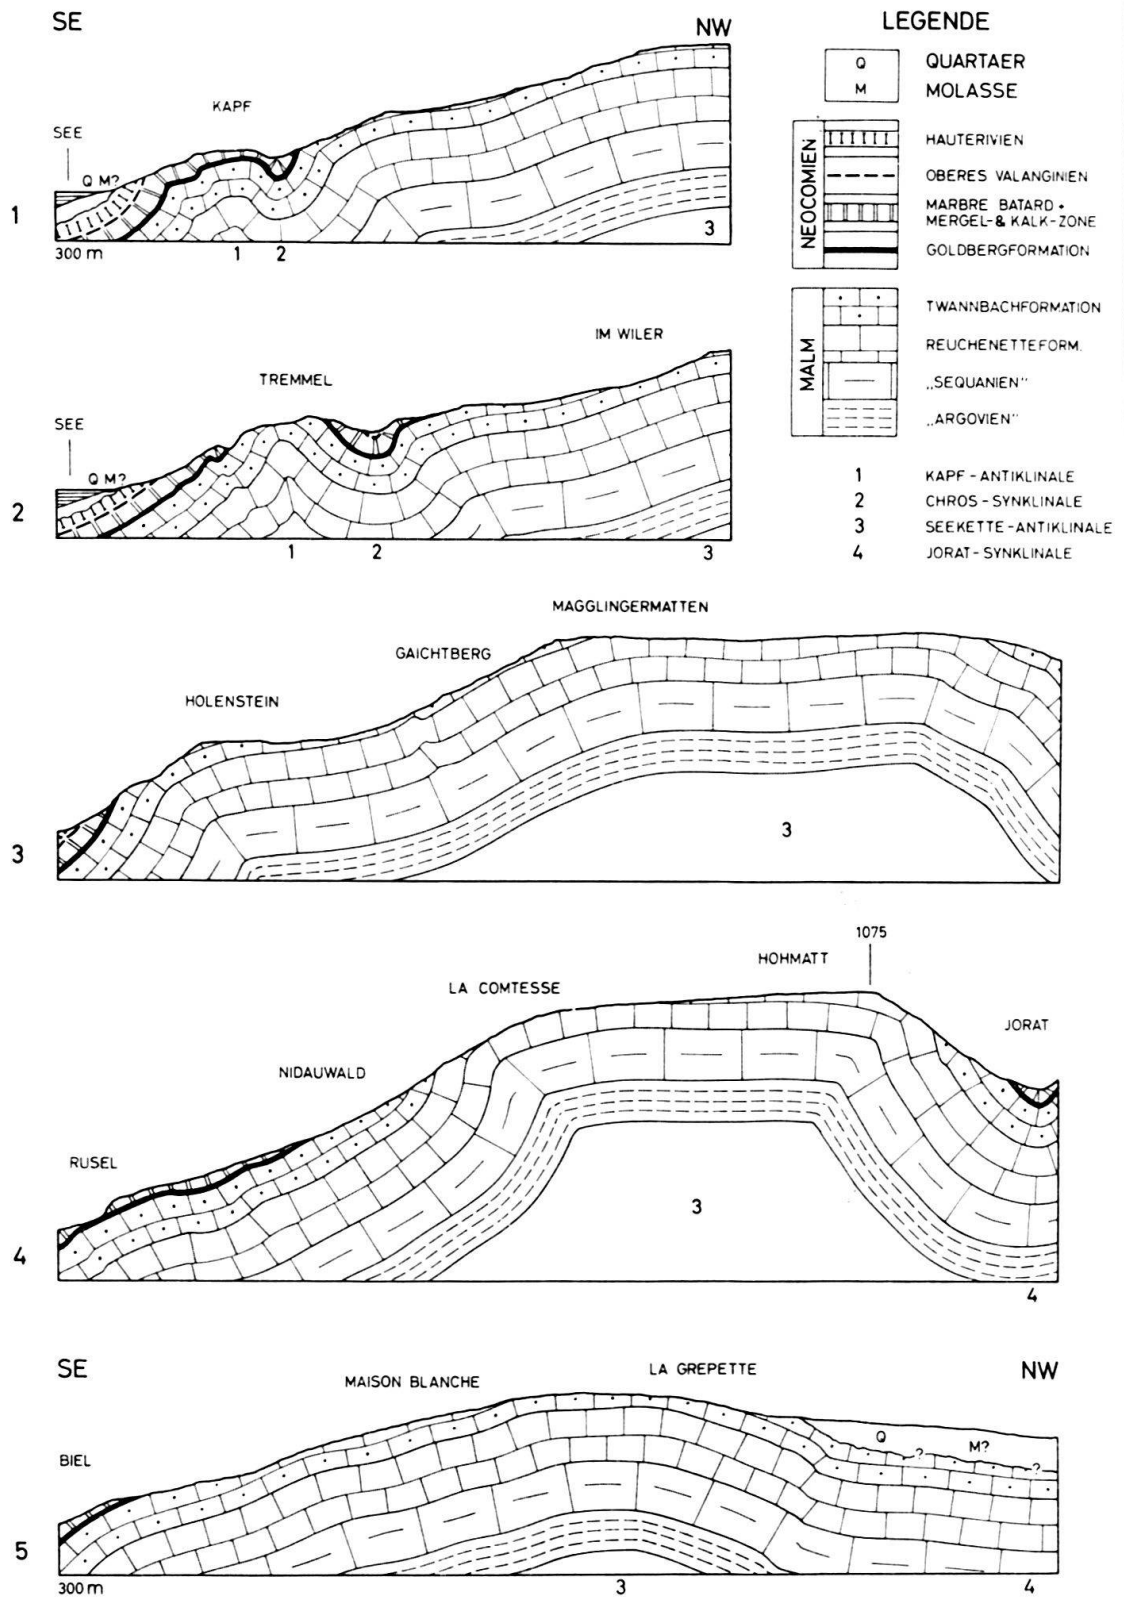 SE
NW
KAPF
SEE
Q M?
1
300 m
1 2
3
LEGENDE
Q QUARTAER
M MOLASSE
NEOCOMIEN
HAUTERIVIEN
OBERES VALANGINIEN
MARBRE BATARD +
MERGEL-& KALK-ZONE
GOLDBERGFORMATION
MALM
TWANNBACHFORMATION
REUCHENETTEFORM.
„SEQUANIEN"
„ARGOVIEN"
1 KAPF-ANTIKLINALE
2 CHROS-SYNKLINALE
3 SEEKETTE-ANTIKLINALE
4 JORAT-SYNKLINALE
IM WILER
TREMMEL
SEE
Q M?
2
1 2 3
MAGGLINGERMATTEN
GAICHTBERG
HOLENSTEIN
3
3
1075
HOHMATT
LA COMTESSE
JORAT
NIDAUWALD
RUSEL
3
4
4
SE
NW
LA GREPETTE
MAISON BLANCHE
Q
M?
?
?
BIEL
5
300 m
3
4